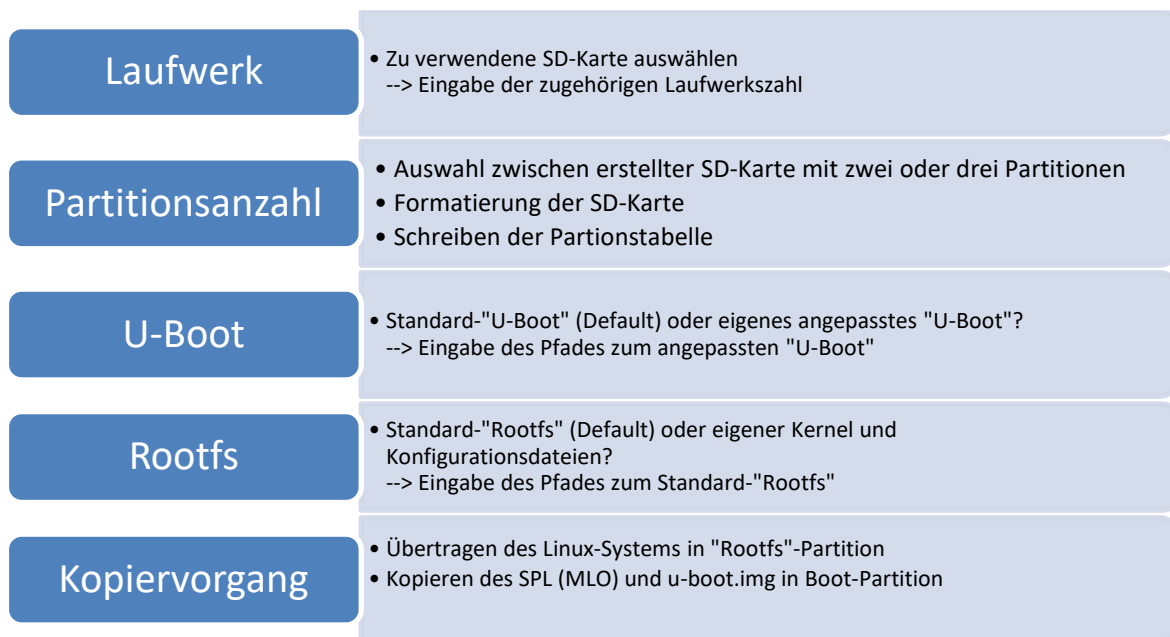 Laufwerk
• Zu verwendene SD-Karte auswählen
--> Eingabe der zugehörigen Laufwerkszahl
Partitionsanzahl
• Auswahl zwischen erstellter SD-Karte mit zwei oder drei Partitionen
• Formatierung der SD-Karte
• Schreiben der Partionstabelle
U-Boot
• Standard-"U-Boot" (Default) oder eigenes angepasstes "U-Boot"?
--> Eingabe des Pfades zum angepassten "U-Boot"
Rootfs
• Standard-"Rootfs" (Default) oder eigener Kernel und
Konfigurationsdateien?
--> Eingabe des Pfades zum Standard-"Rootfs"
Kopiervorgang
• Übertragen des Linux-Systems in "Rootfs"-Partition
• Kopieren des SPL (MLO) und u-boot.img in Boot-Partition